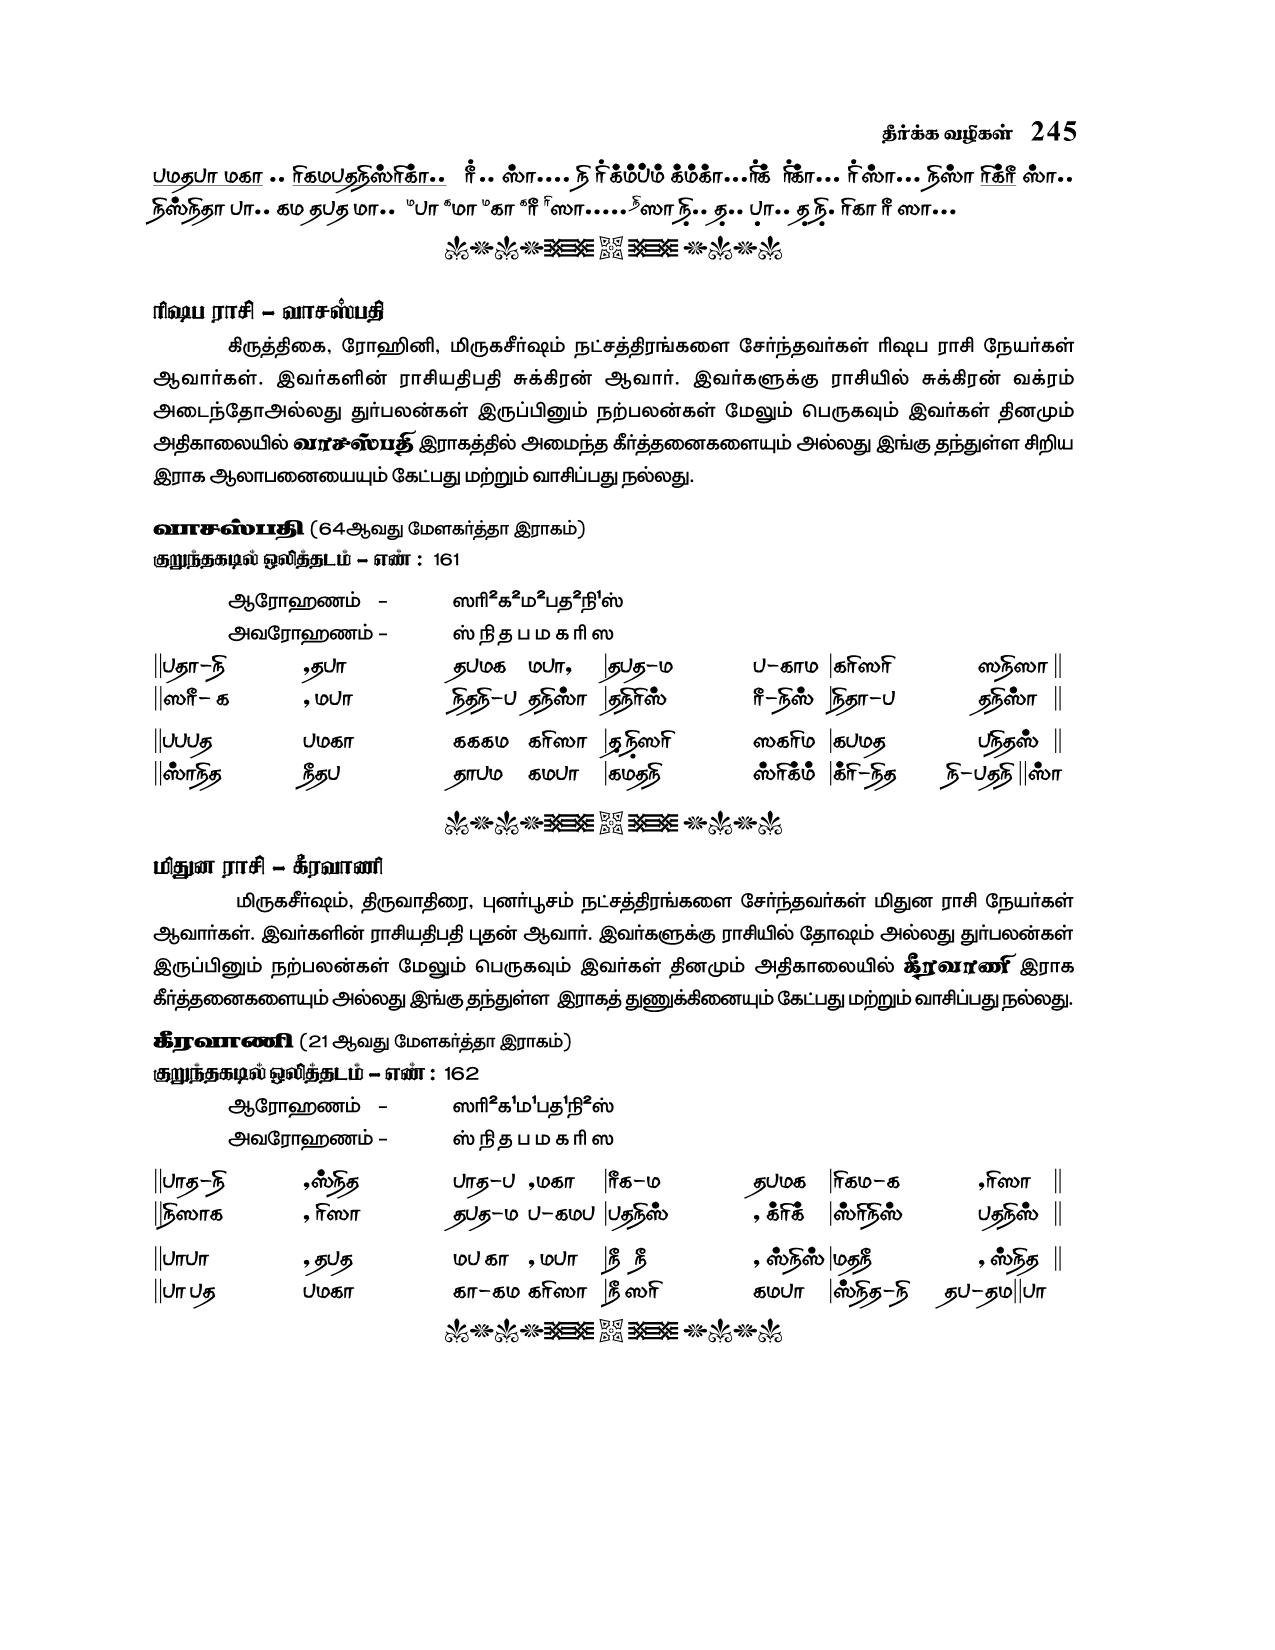 தீர்க்க வழிகள் 245
பமதபா மகா .. ரிகமபதநிஸ்ரிகா.. ரீ .. ஸா.... நி ரிக்ம்ப்ம் க்ம்கா...ரிக் ரிகா... ரிஸா... நிஸா ரிக்ரீ ஸா..
நிஸ்நிதா பா.. கம தபத மா.. மபா கமா மகா கரீ ரிஸா.....நிஸா நி.. த.. பா.. த நி. ரிகா ரீ ஸா...
ரிஷப ராசி – வாசஸ்பதி
கிருத்திகை, ரோஹினி, மிருகசீர்ஷம் நட்சத்திரங்களை சேர்ந்தவர்கள் ரிஷப ராசி நேயர்கள்
ஆவார்கள். இவர்களின் ராசியதிபதி சுக்கிரன் ஆவார். இவர்களுக்கு ராசியில் சுக்கிரன் வக்ரம்
அடைந்தோஅல்லது துர்பலன்கள் இருப்பினும் நற்பலன்கள் மேலும் பெருகவும் இவர்கள் தினமும்
அதிகாலையில் வாசஸ்பதி இராகத்தில் அமைந்த கீர்த்தனைகளையும் அல்லது இங்கு தந்துள்ள சிறிய
இராக ஆலாபனையையும் கேட்பது மற்றும் வாசிப்பது நல்லது.
வாசஸ்பதி (64ஆவது மேளகர்த்தா இராகம்)
குறுந்தகடில் ஒலித்தடம் – எண் : 161
ஆரோஹணம் - ஸரி²க²ம²பத²நி¹ஸ்
அவரோஹணம் - ஸ் நி த ப ம க ரி ஸ
||பதா–நி ,தபா தபமக மபா, |தபத–ம ப–காம |கரிஸரி ஸநிஸா ||
||ஸரீ– க , மபா நிதநி–ப தநிஸா |தநிரிஸ் ரீ–நிஸ் |நிதா–ப தநிஸா ||
||பபபத பமகா கககம கரிஸா |தநிஸரி ஸகரிம |கபமத பநிதஸ் ||
||ஸ்ாநித நீதப தாபம கமபா |கமதநி ஸ்ரிக்ம் |க்ரி–நித நி–பதநி||ஸா
மிதுன ராசி – கீரவாணி
மிருகசீர்ஷம், திருவாதிரை, புனர்பூசம் நட்சத்திரங்களை சேர்ந்தவர்கள் மிதுன ராசி நேயர்கள்
ஆவார்கள். இவர்களின் ராசியதிபதி புதன் ஆவார். இவர்களுக்கு ராசியில் தோஷம் அல்லது துர்பலன்கள்
இருப்பினும் நற்பலன்கள் மேலும் பெருகவும் இவர்கள் தினமும் அதிகாலையில் கீரவாணி இராக
கீர்த்தனைகளையும் அல்லது இங்கு தந்துள்ள இராகத் துணுக்கினையும் கேட்பது மற்றும் வாசிப்பது நல்லது.
கீரவாணி (21 ஆவது மேளகர்த்தா இராகம்)
குறுந்தகடில் ஒலித்தடம் – எண் : 162
ஆரோஹணம் - ஸரி²க¹ம¹பத¹நி²ஸ்
அவரோஹணம் - ஸ் நி த ப ம க ரி ஸ
||பாத–நி ,ஸ்நித பாத–ப ,மகா |ரீக–ம தபமக |ரிகம–க ,ரிஸா ||
||நிஸாக , ரிஸா தபத–ம ப–கமப |பதநிஸ் , க்ரிக் |ஸ்ரிநிஸ் பதநிஸ் ||
||பாபா , தபத மப கா , மபா |நீ நீ , ஸ்நிஸ் |மதநீ , ஸ்நித ||
||பா பத பமகா கா–கம கரிஸா |நீ ஸரி கமபா |ஸ்நித–நி தப–தம||பா